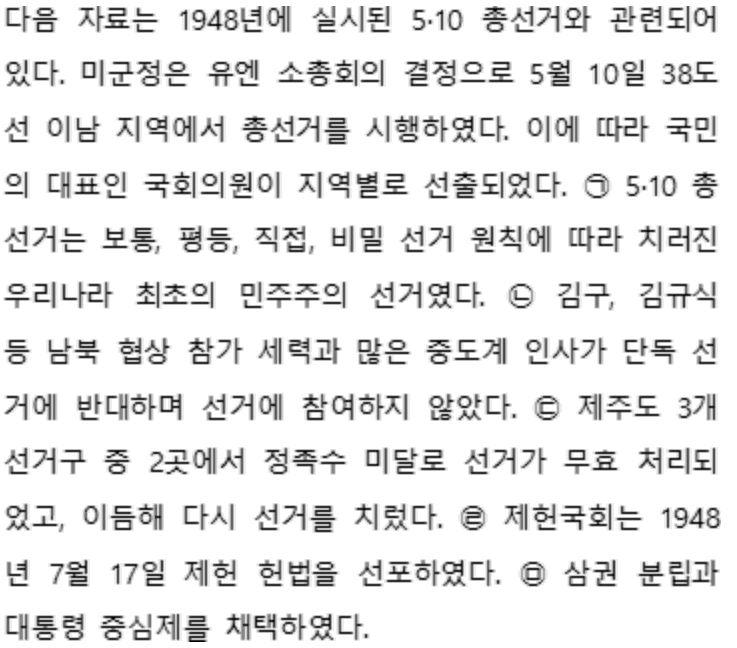 다음 자료는 1948년에 실시된 5·10 총선거와 관련되어
있다. 미군정은 유엔 소총회의 결정으로 5월 10일 38도
선 이남 지역에서 총선거를 시행하였다. 이에 따라 국민
의 대표인 국회의원이 지역별로 선출되었다. ㉠ 5·10 총
선거는 보통, 평등, 직접, 비밀 선거 원칙에 따라 치러진
우리나라 최초의 민주주의 선거였다. ㉡ 김구, 김규식
등 남북 협상 참가 세력과 많은 중도계 인사가 단독 선
거에 반대하며 선거에 참여하지 않았다. ㉢ 제주도 3개
선거구 중 2곳에서 정족수 미달로 선거가 무효 처리되
었고, 이듬해 다시 선거를 치렀다. ㉣ 제헌국회는 1948
년 7월 17일 제헌 헌법을 선포하였다. ㉤ 삼권 분립과
대통령 중심제를 채택하였다.